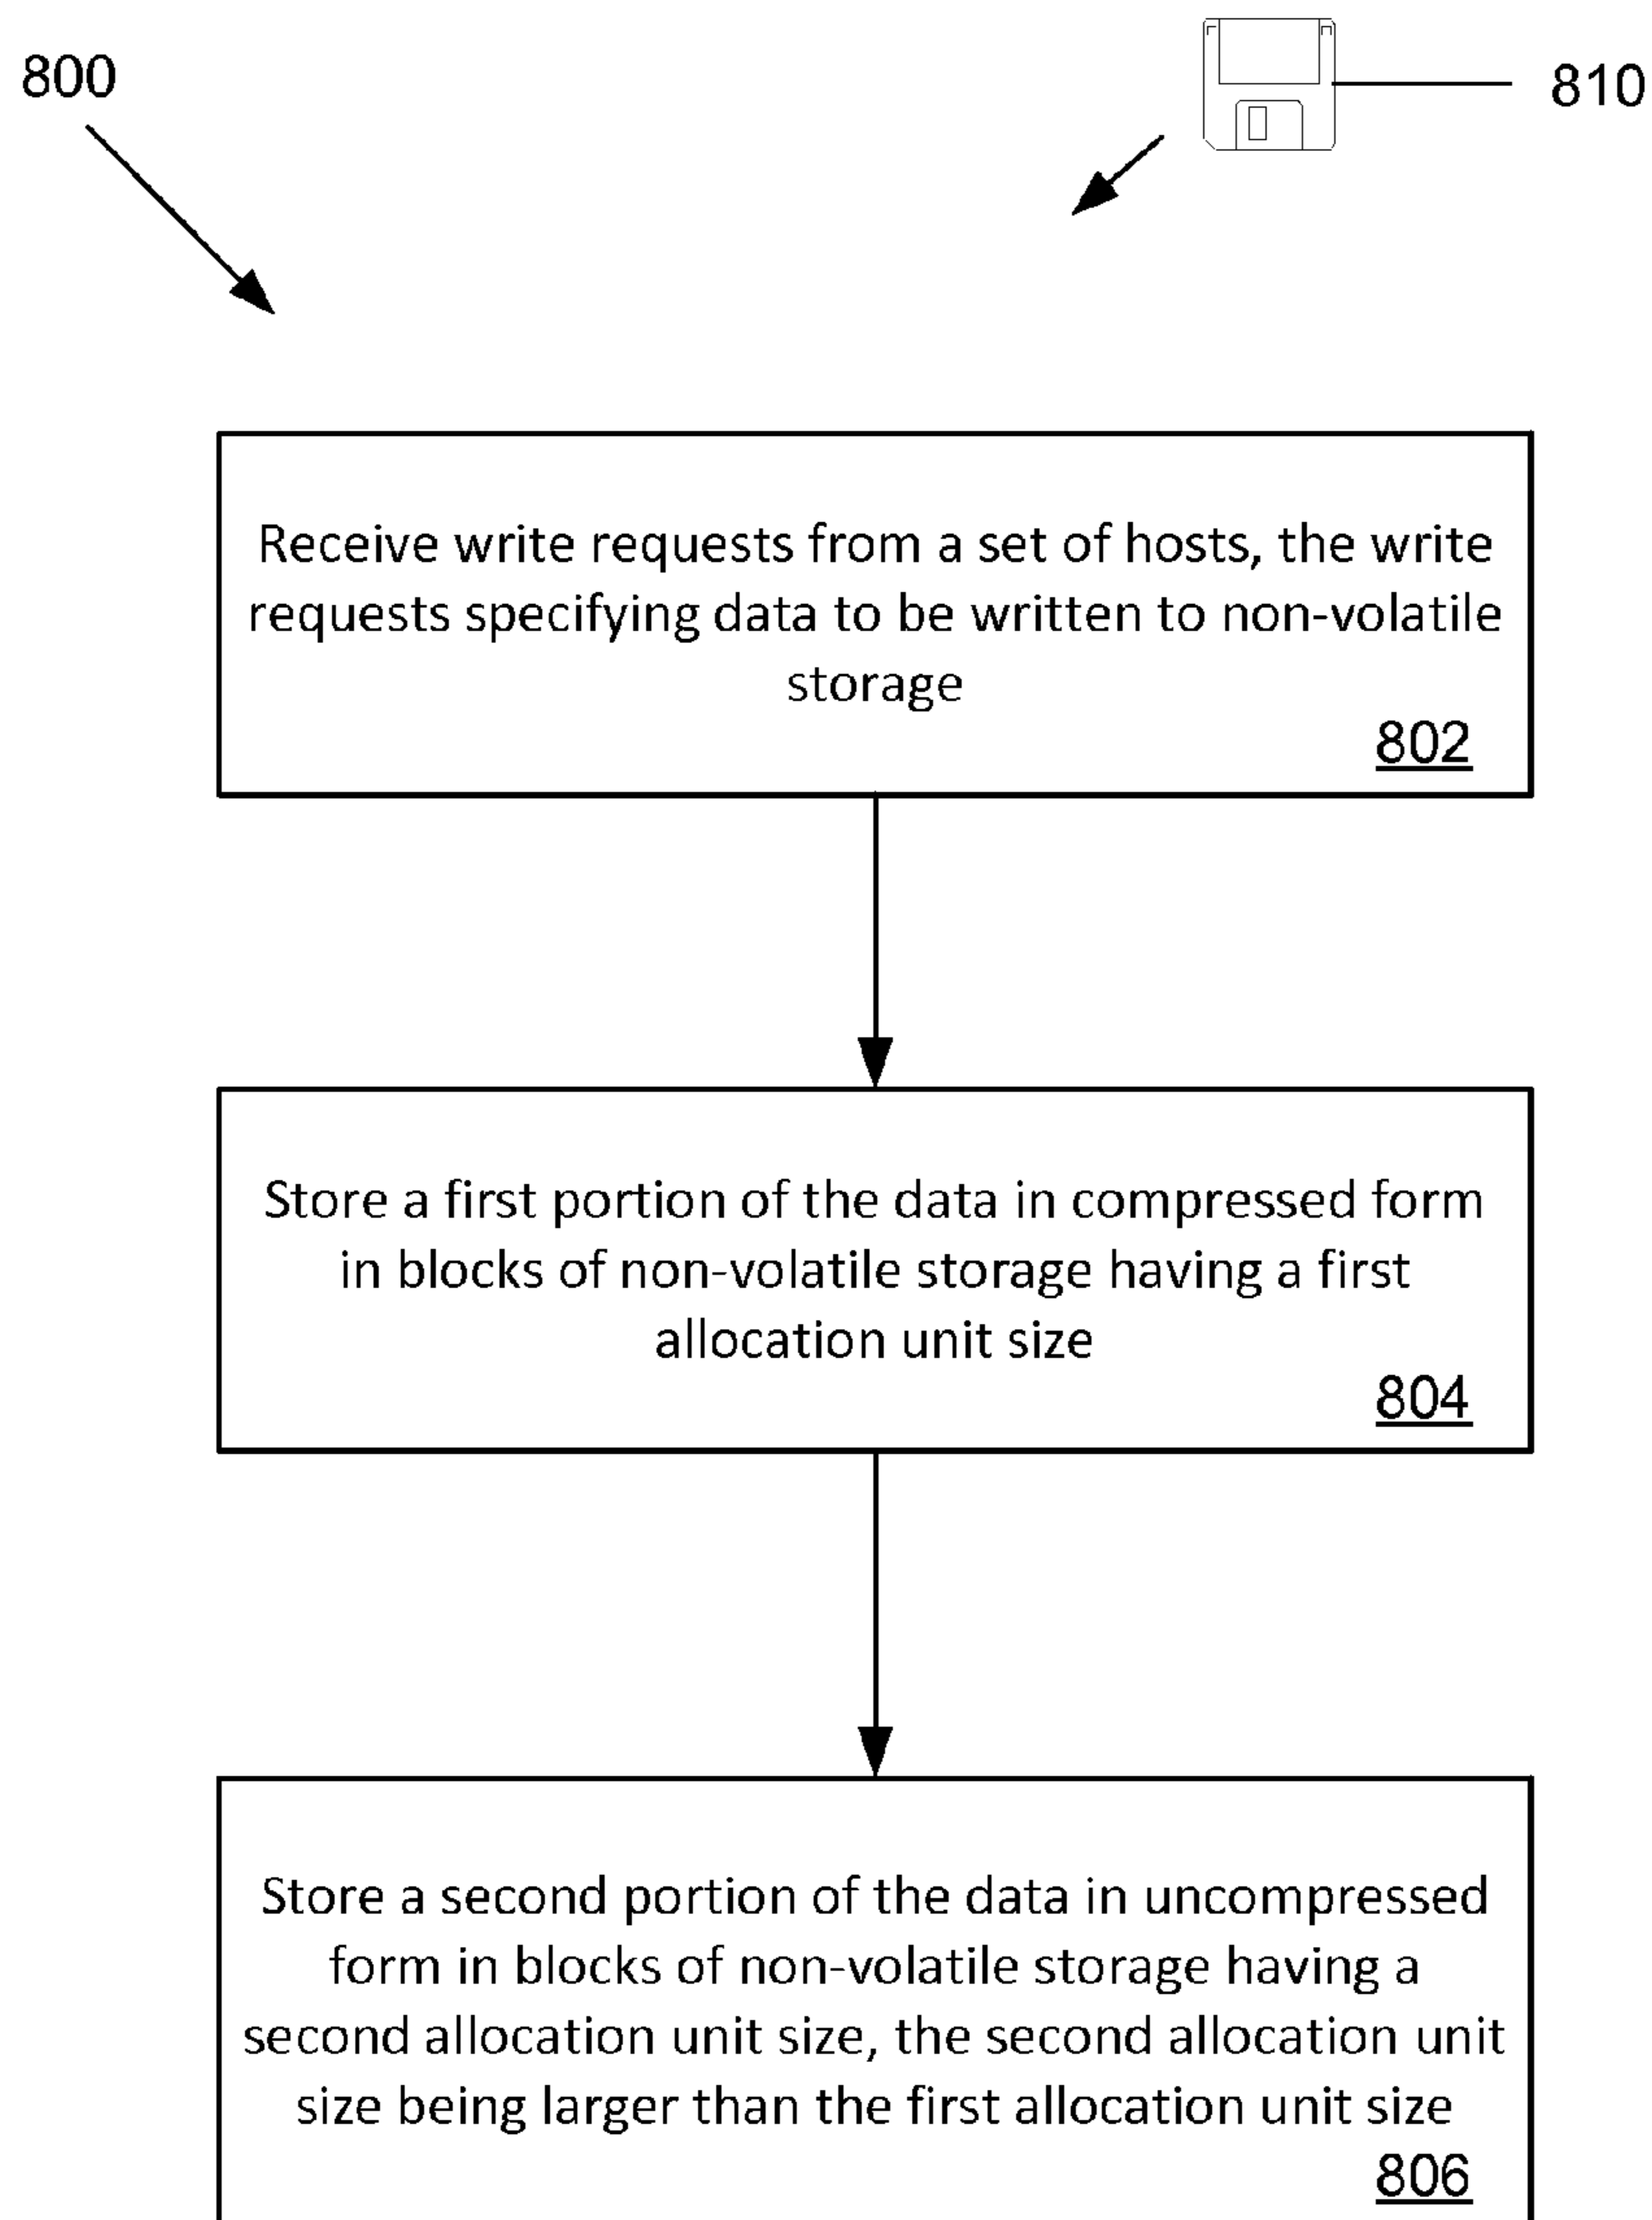 800
810
Receive write requests from a set of hosts, the write
requests specifying data to be written to non-volatile
storage
802
Store a first portion of the data in compressed form
in blocks of non-volatile storage having a first
allocation unit size
804
Store a second portion of the data in uncompressed
form in blocks of non-volatile storage having a
second allocation unit size, the second allocation unit
size being larger than the first allocation unit size
806